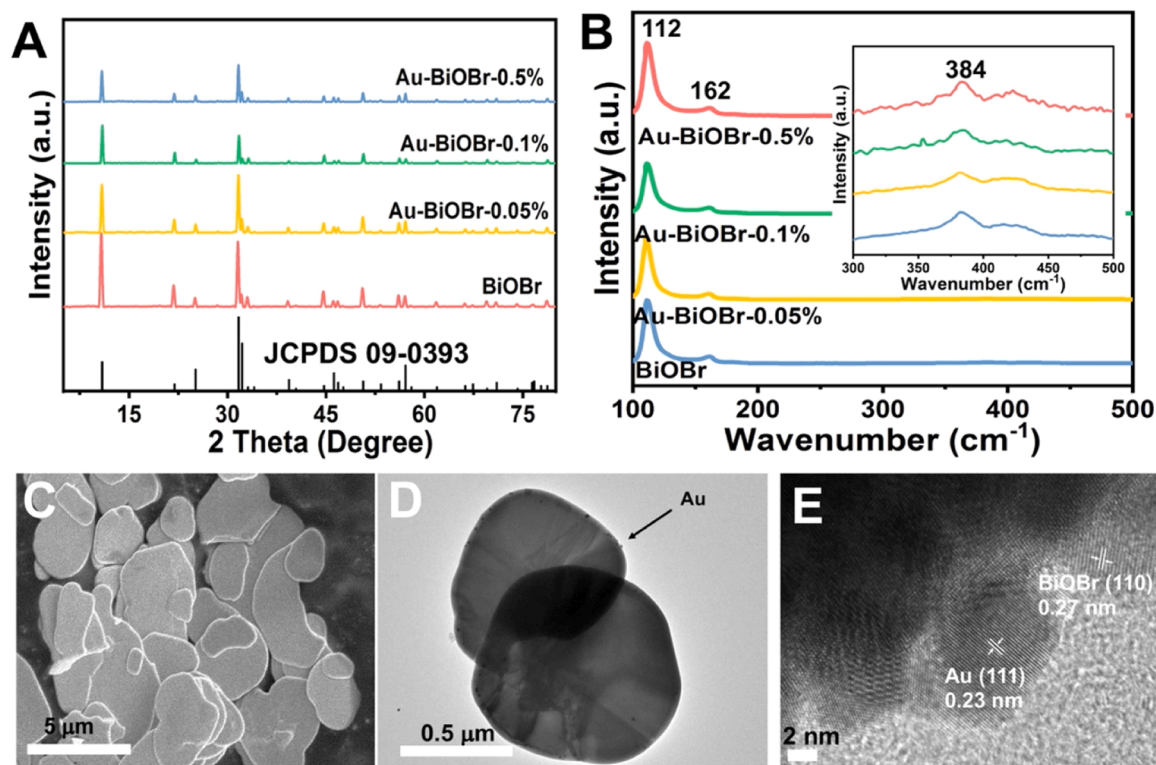 A
Intensity (a.u.)
Au-BiOBr-0.5%
Au-BiOBr-0.1%
Au-BiOBr-0.05%
BiOBr
JCPDS 09-0393
15 30 45 60 75
2 Theta (Degree)
B
Intensity (a.u.)
112
162
Au-BiOBr-0.5%
Au-BiOBr-0.1%
Au-BiOBr-0.05%
BiOBr
100 200 300 400 500
Wavenumber (cm⁻¹)
384
Intensity (a.u.)
300 350 400 450 500
Wavenumber (cm⁻¹)
C
5 μm
D
Au
0.5 μm
E
BiOBr (110)
0.27 nm
Au (111)
0.23 nm
2 nm